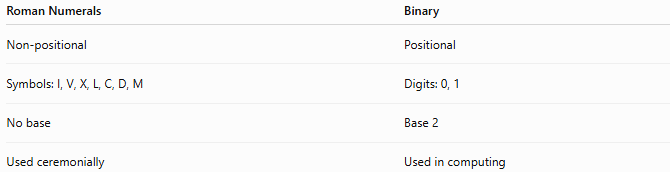 Roman Numerals Binary
Non-positional Positional
Symbols: I, V, X, L, C, D, M Digits: 0, 1
No base Base 2
Used ceremonially Used in computing